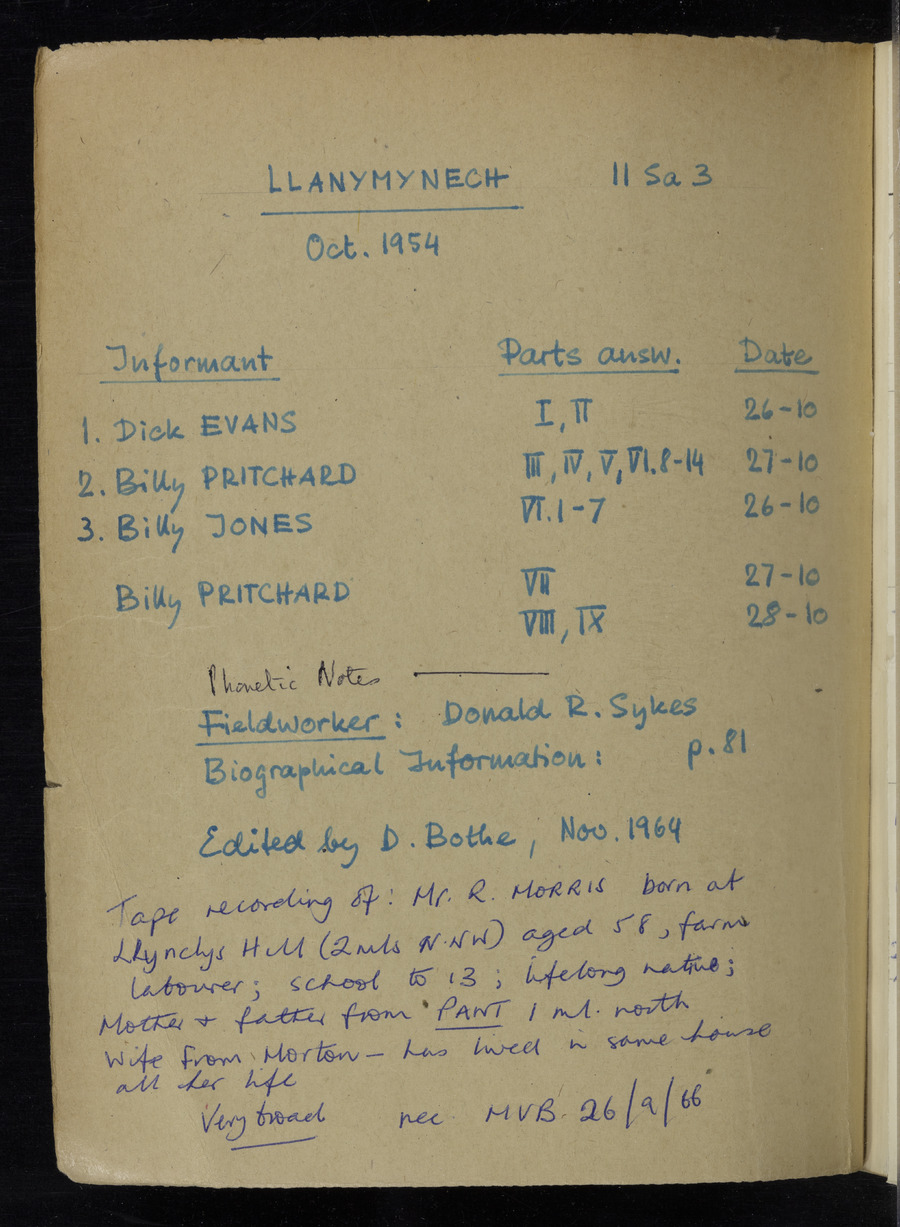 LLANYMYNECH 11 Sa 3
Oct. 1954
Informant Parts answ. Date
1. Dick EVANS I, II 26-10
2. Billy PRITCHARD III, IV, V, VI.8-14 27-10
3. Billy JONES VI.1-7 26-10
Billy PRITCHARD VII 27-10
VIII, IX 28-10
Phonetic Notes
Fieldworker: Donald R. Sykes
Biographical Information: p.81
Edited by D. Bothe, Nov. 1964
Tape recording of: Mr. R. MORRIS born at
Llynclys Hill (2 mls N.NW) aged 58, farm
labourer; school to 13; lifelong native;
Mother + father from PANT 1 ml. north
Wife from Morton – has lived in same house
all her life
Very broad rec. MVB. 26/9/66